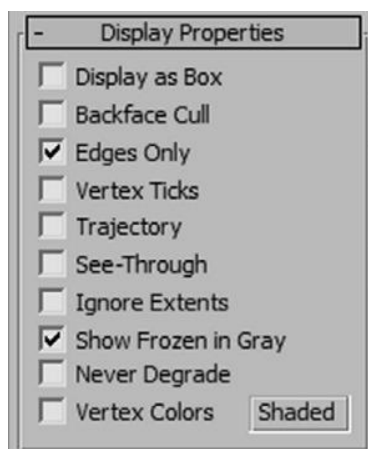 - Display Properties
Display as Box
Backface Cull
Edges Only
Vertex Ticks
Trajectory
See-Through
Ignore Extents
Show Frozen in Gray
Never Degrade
Vertex Colors Shaded